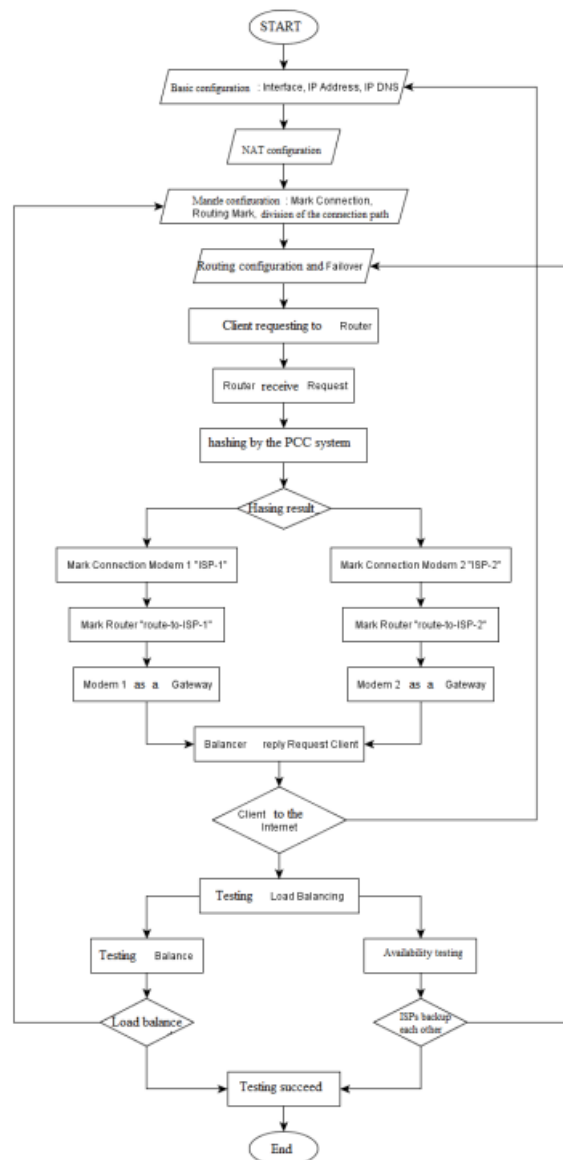 START
Basic configuration : Interface, IP Address, IP DNS
NAT configuration
Mangle configuration : Mark Connection,
Routing Mark, division of the connection path
Routing configuration and Failover
Client requesting to Router
Router receive Request
hashing by the PCC system
Hasing result
Mark Connection Modem 1 "ISP-1"
Mark Connection Modem 2 "ISP-2"
Mark Router "route-to-ISP-1"
Mark Router "route-to-ISP-2"
Modem 1 as a Gateway
Modem 2 as a Gateway
Balancer reply Request Client
Client to the
Internet
Testing Load Balancing
Testing Balance
Availability testing
Load balance
ISPs backup
each other
Testing succeed
End